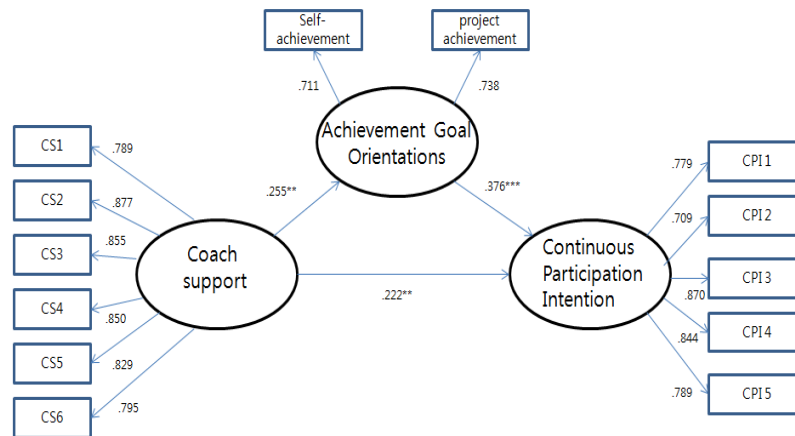 Self-
achievement
project
achievement
.711
.738
Achievement Goal
Orientations
CS1
CS2
CS3
CS4
CS5
CS6
.789
.877
.855
.850
.829
.795
Coach
support
.255**
.376***
.222**
Continuous
Participation
Intention
.779
.709
.870
.844
.789
CPI1
CPI2
CPI3
CPI4
CPI5